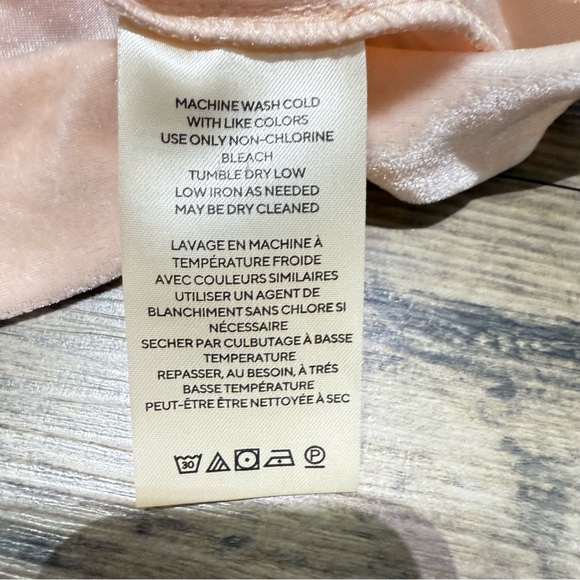 MACHINE WASH COLD
WITH LIKE COLORS
USE ONLY NON-CHLORINE
BLEACH
TUMBLE DRY LOW
LOW IRON AS NEEDED
MAY BE DRY CLEANED
LAVAGE EN MACHINE À
TEMPÉRATURE FROIDE
AVEC COULEURS SIMILAIRES
UTILISER UN AGENT DE
BLANCHIMENT SANS CHLORE SI
NÉCESSAIRE
SECHER PAR CULBUTAGE À BASSE
TEMPERATURE
REPASSER, AU BESOIN, À TRÉS
BASSE TEMPÉRATURE
PEUT-ÊTRE ÊTRE NETTOYÉE À SEC
30 P